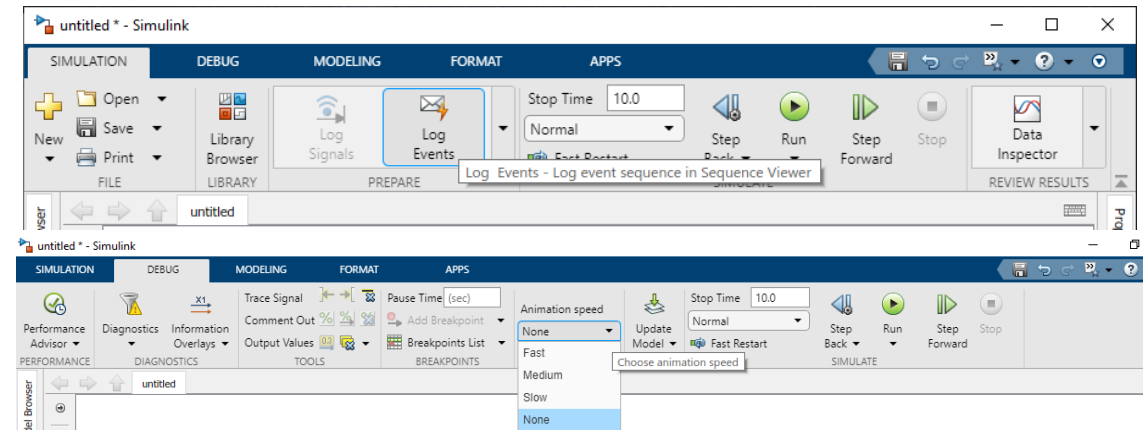 untitled * - Simulink
SIMULATION DEBUG MODELING FORMAT APPS
New
Open
Save
Print
FILE
Library
Browser
LIBRARY
Log
Signals
Log
Events
PREPARE
Stop Time 10.0
Normal
Fast Restart
Step
Back
Run
Step
Forward
Stop
SIMULATE
Data
Inspector
REVIEW RESULTS
Log Events - Log event sequence in Sequence Viewer
untitled
untitled * - Simulink
SIMULATION DEBUG MODELING FORMAT APPS
Performance
Advisor
PERFORMANCE
Diagnostics
Information
Overlays
DIAGNOSTICS
Trace Signal
Comment Out
Output Values
TOOLS
Pause Time (sec)
Add Breakpoint
Breakpoints List
BREAKPOINTS
Animation speed
None
Fast
Medium
Slow
None
Choose animation speed
Update
Model
Stop Time 10.0
Normal
Fast Restart
Step
Back
Run
Step
Forward
Stop
SIMULATE
untitled